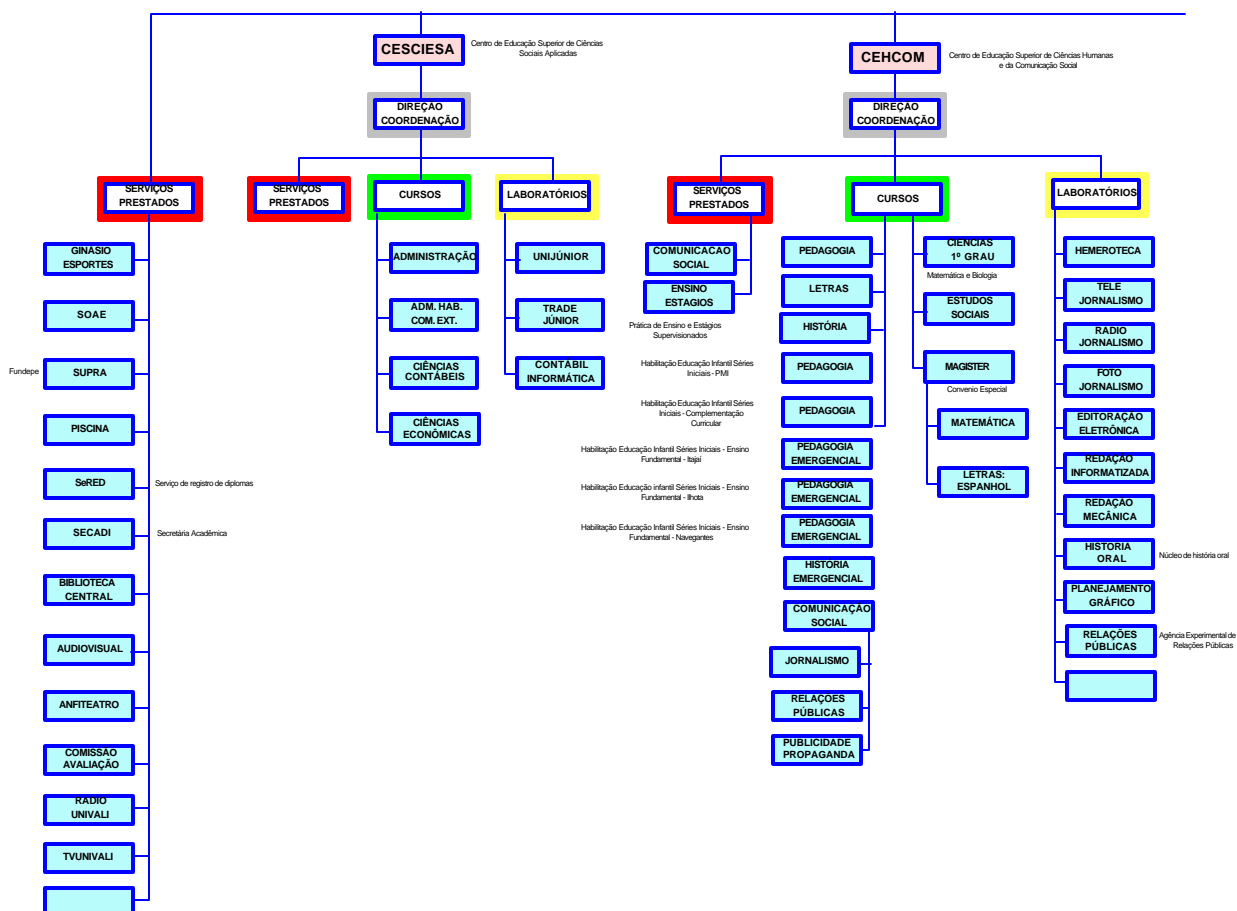 CESCIESA
Centro de Educação Superior de Ciências
Sociais Aplicadas
DIREÇÃO
COORDENAÇÃO
CEHCOM
Centro de Educação Superior de Ciências Humanas
e da Comunicação Social
DIREÇÃO
COORDENAÇÃO
SERVIÇOS
PRESTADOS
GINÁSIO
ESPORTES
SOAE
Fundepe
SUPRA
PISCINA
SeRED
Serviço de registro de diplomas
SECADI
Secretária Acadêmica
BIBLIOTECA
CENTRAL
AUDIOVISUAL
ANFITEATRO
COMISSÃO
AVALIAÇÃO
RÁDIO
UNIVALI
TVUNIVALI
SERVIÇOS
PRESTADOS
CURSOS
ADMINISTRAÇÃO
ADM. HAB.
COM. EXT.
CIÊNCIAS
CONTÁBEIS
CIÊNCIAS
ECONÔMICAS
LABORATÓRIOS
UNIJÚNIOR
TRADE
JÚNIOR
CONTÁBIL
INFORMÁTICA
SERVIÇOS
PRESTADOS
COMUNICACAO
SOCIAL
ENSINO
ESTAGIOS
Prática de Ensino e Estágios
Supervisionados
CURSOS
PEDAGOGIA
LETRAS
HISTÓRIA
Habilitação Educação Infantil Séries
Iniciais - PMI
PEDAGOGIA
Habilitação Educação Infantil Séries
Iniciais - Complementação
Curricular
PEDAGOGIA
Habilitação Educação Infantil Séries Iniciais - Ensino
Fundamental - Itajaí
PEDAGOGIA
EMERGENCIAL
Habilitação Educação infantil Séries Iniciais - Ensino
Fundamental - Ilhota
PEDAGOGIA
EMERGENCIAL
Habilitação Educação Infantil Séries Iniciais - Ensino
Fundamental - Navegantes
PEDAGOGIA
EMERGENCIAL
HISTÓRIA
EMERGENCIAL
COMUNICAÇAO
SOCIAL
JORNALISMO
RELAÇÕES
PÚBLICAS
PUBLICIDADE
PROPAGANDA
CIÊNCIAS
1º GRAU
Matemática e Biologia
ESTUDOS
SOCIAIS
MAGISTER
Convenio Especial
MATEMÁTICA
LETRAS:
ESPANHOL
LABORATÓRIOS
HEMEROTECA
TELE
JORNALISMO
RADIO
JORNALISMO
FOTO
JORNALISMO
EDITORAÇÃO
ELETRÔNICA
REDAÇÃO
INFORMATIZADA
REDAÇÃO
MECÂNICA
HISTÓRIA
ORAL
Núcleo de história oral
PLANEJAMENTO
GRÁFICO
RELAÇÕES
PÚBLICAS
Agência Experimental de
Relações Públicas